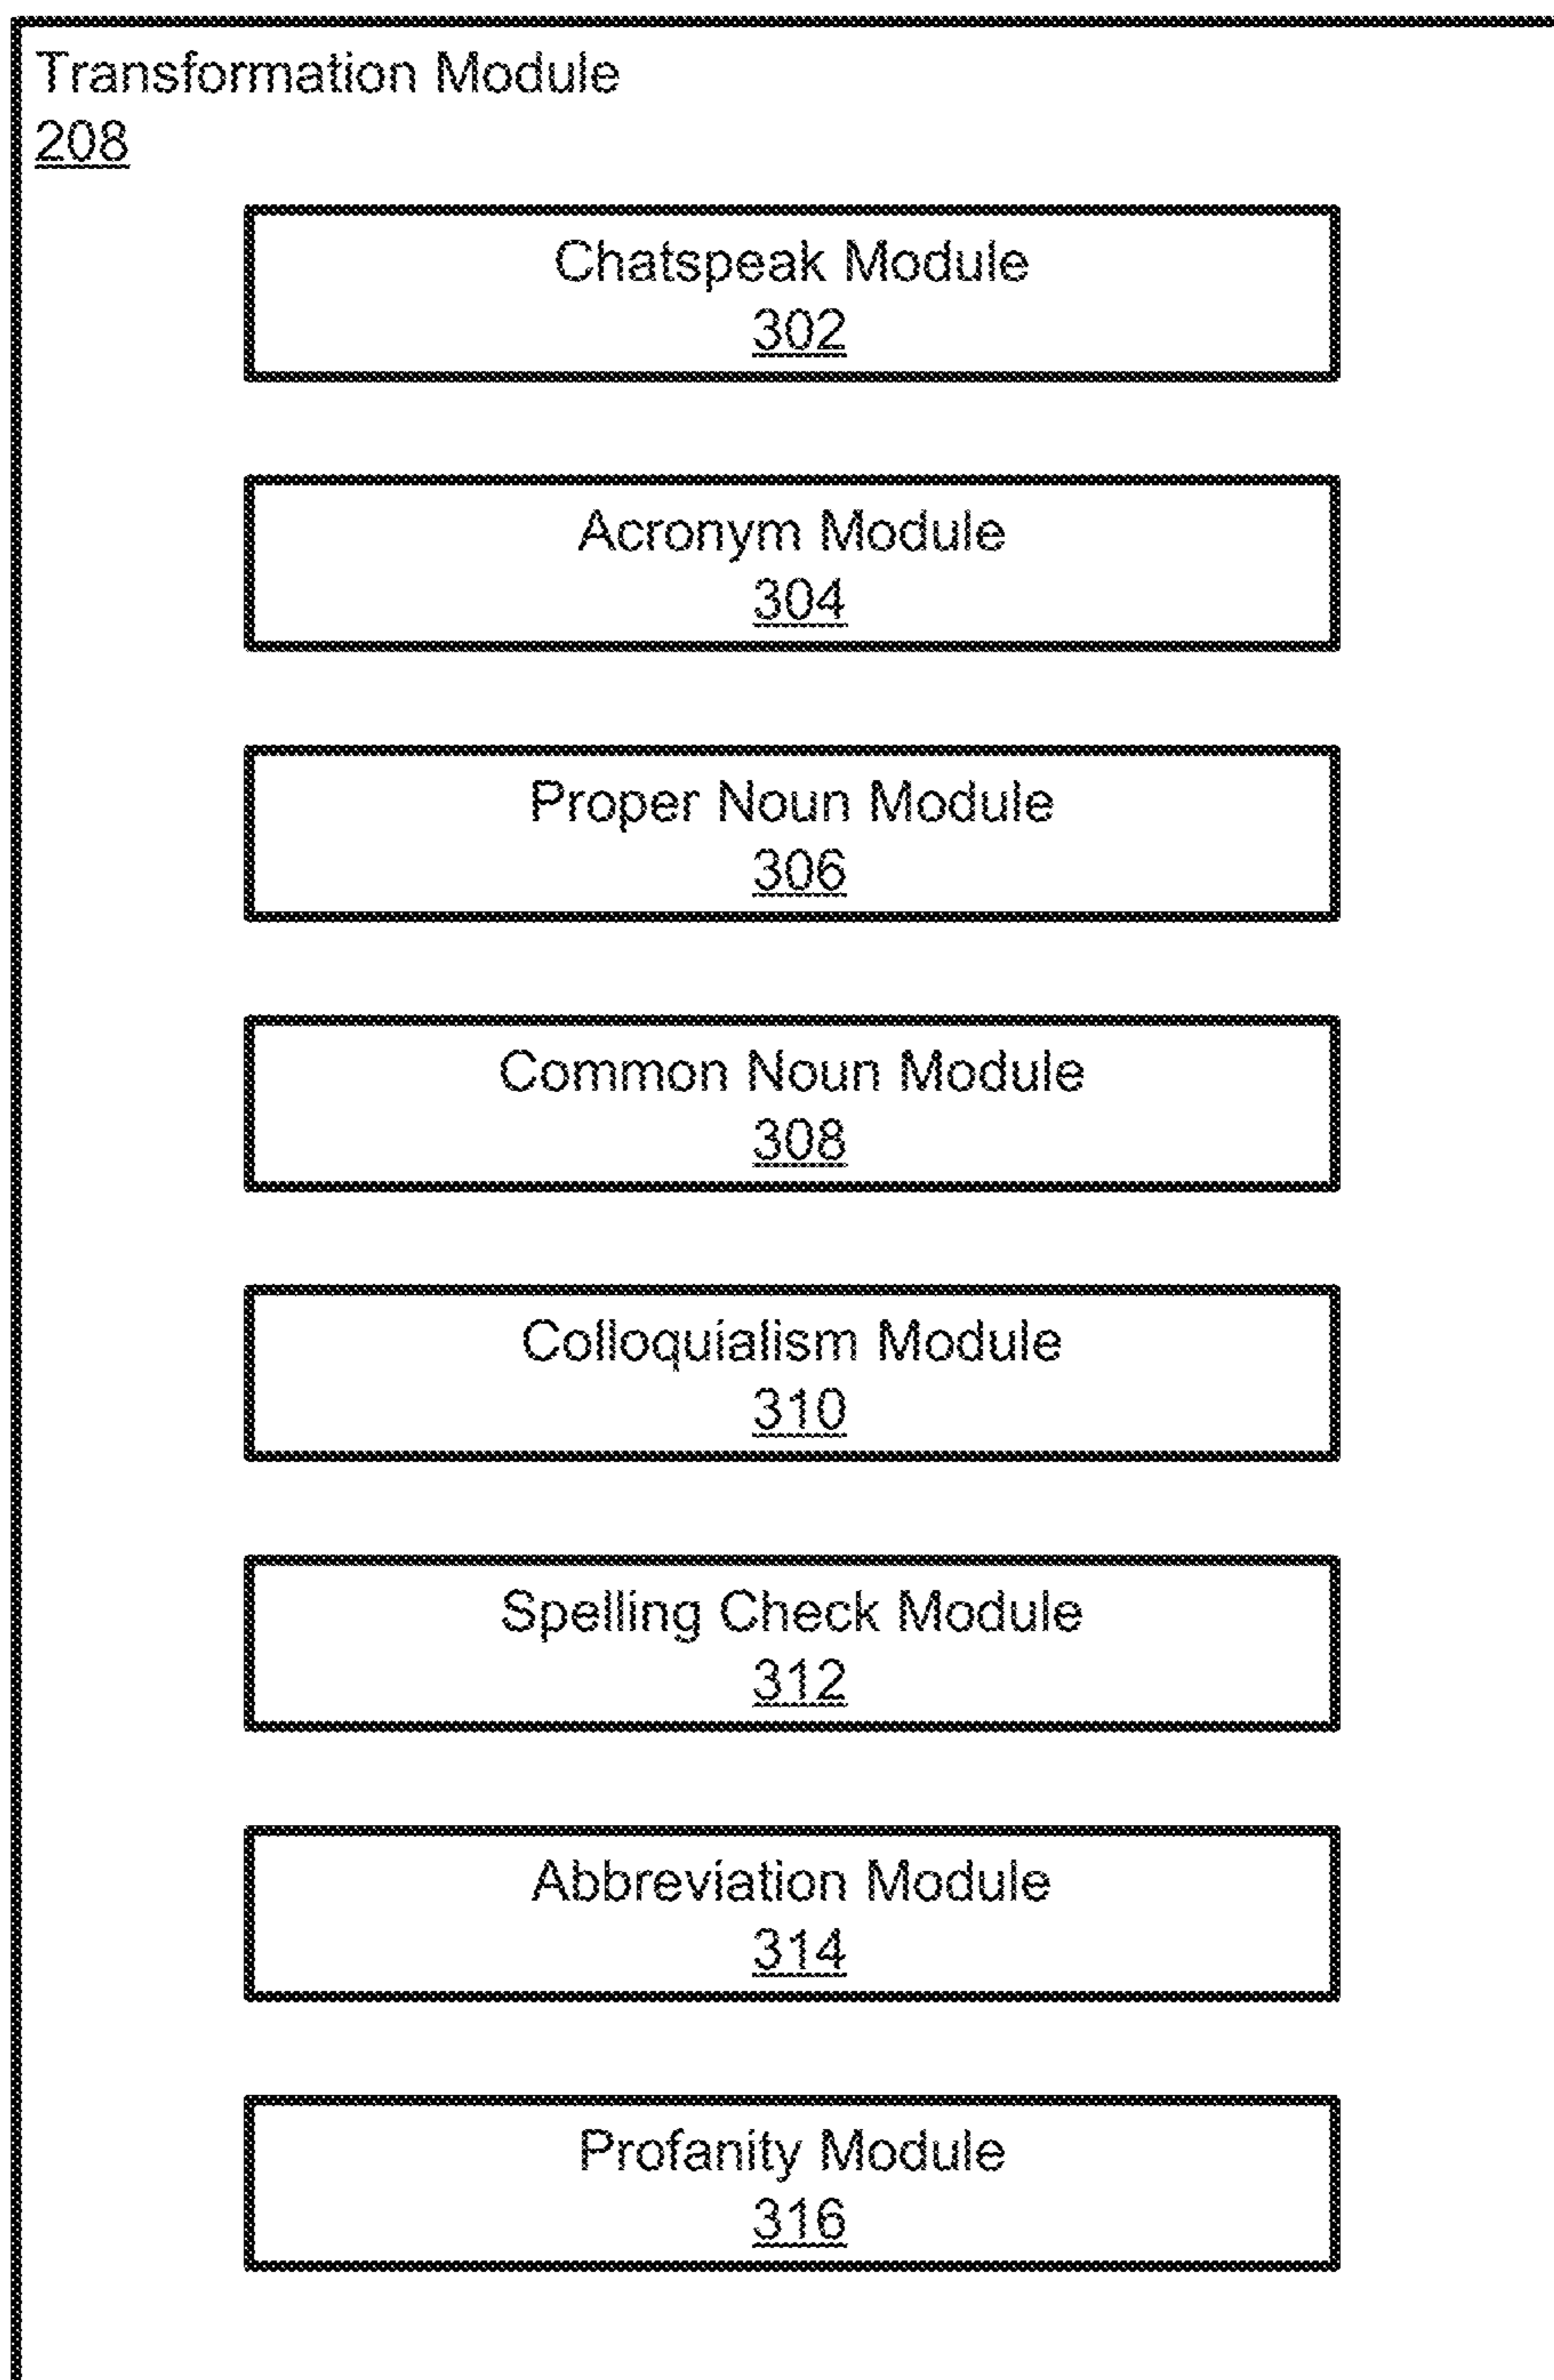 Transformation Module
208
Chatspeak Module
302
Acronym Module
304
Proper Noun Module
306
Common Noun Module
308
Colloquialism Module
310
Spelling Check Module
312
Abbreviation Module
314
Profanity Module
316